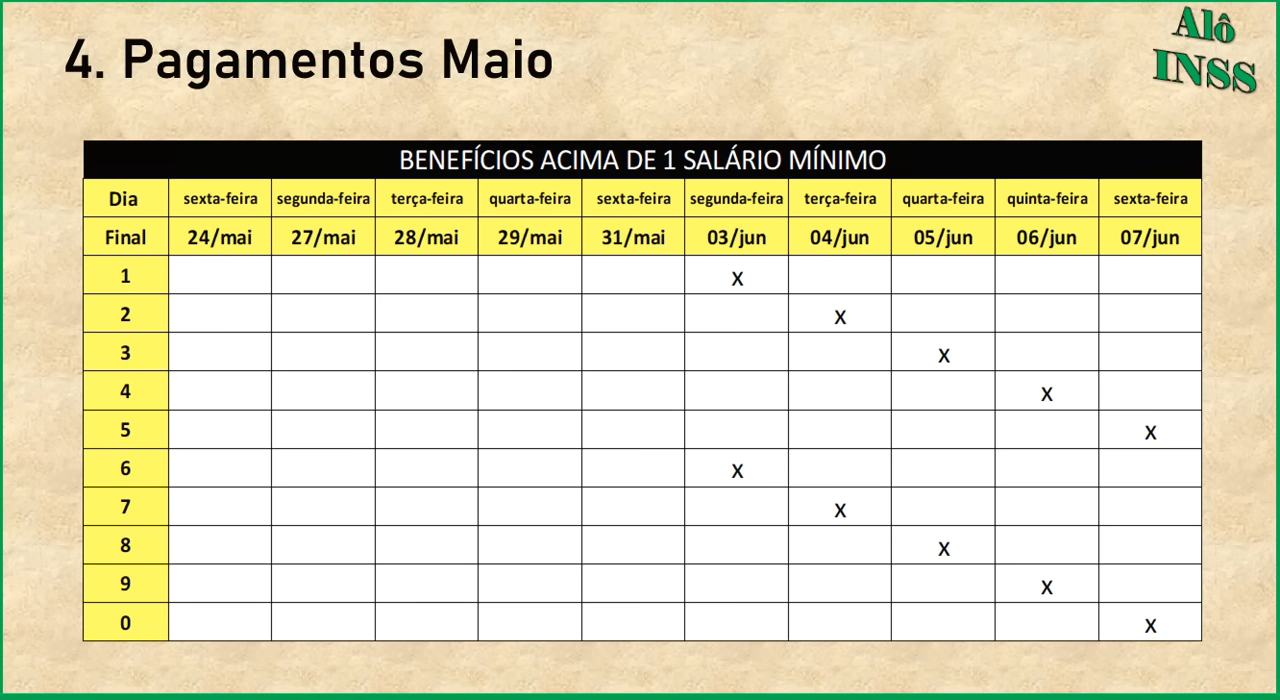 4. Pagamentos Maio
Alô
INSS
BENEFÍCIOS ACIMA DE 1 SALÁRIO MÍNIMO
Dia sexta-feira segunda-feira terça-feira quarta-feira sexta-feira segunda-feira terça-feira quarta-feira quinta-feira sexta-feira
Final 24/mai 27/mai 28/mai 29/mai 31/mai 03/jun 04/jun 05/jun 06/jun 07/jun
1 x
2 x
3 x
4 x
5 x
6 x
7 x
8 x
9 x
0 x